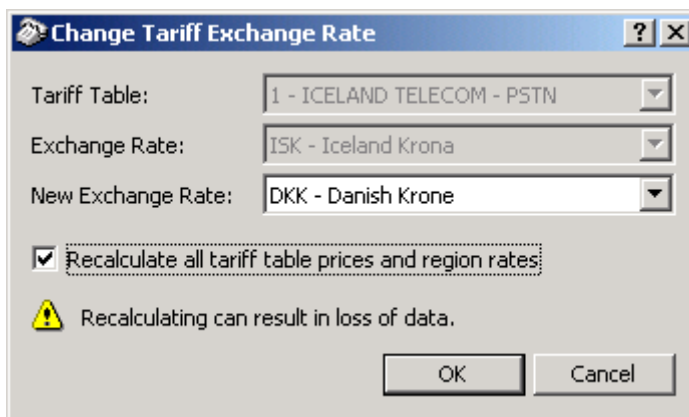 Change Tariff Exchange Rate
Tariff Table: 1 - ICELAND TELECOM - PSTN
Exchange Rate: ISK - Iceland Krona
New Exchange Rate: DKK - Danish Krone
Recalculate all tariff table prices and region rates
Recalculating can result in loss of data.
OK Cancel